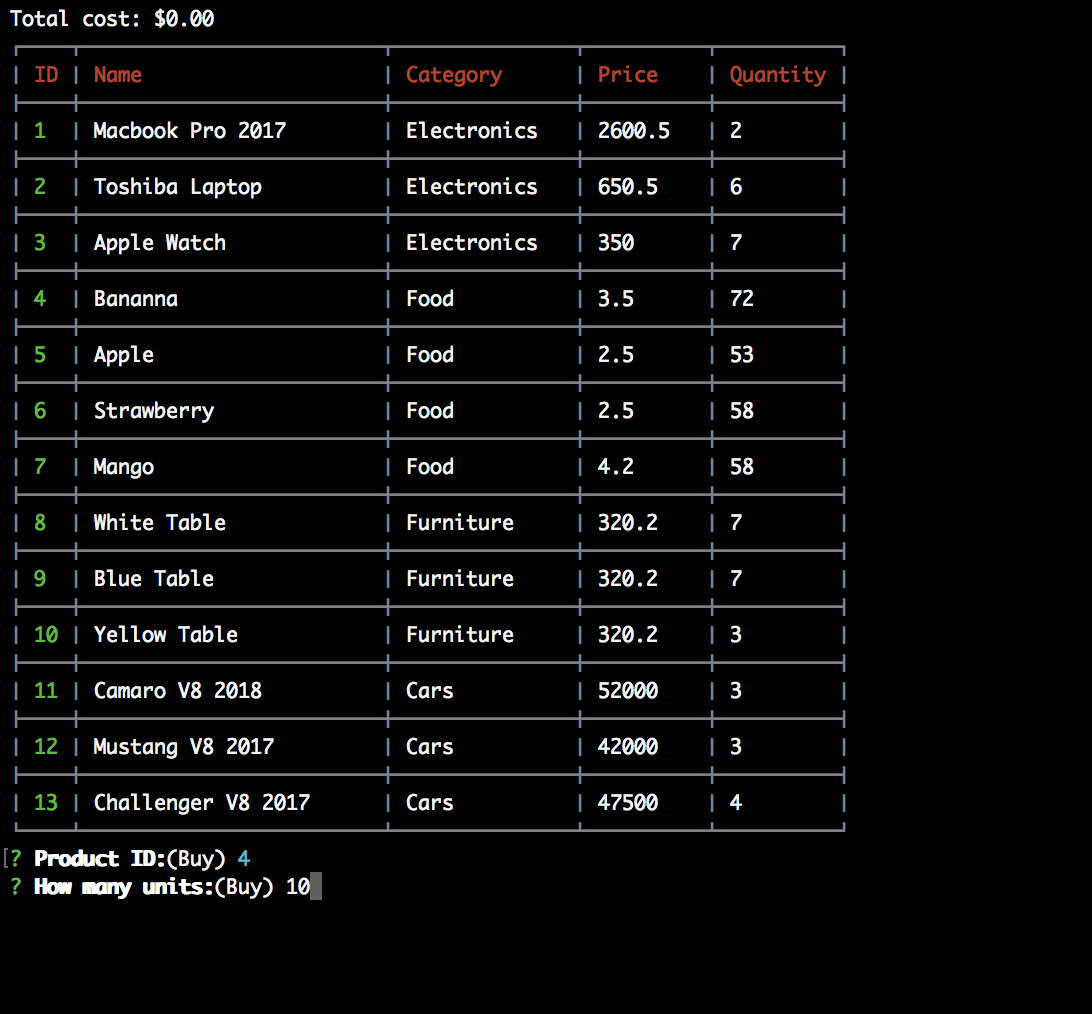 Total cost: $0.00
ID | Name | Category | Price | Quantity
1 | Macbook Pro 2017 | Electronics | 2600.5 | 2
2 | Toshiba Laptop | Electronics | 650.5 | 6
3 | Apple Watch | Electronics | 350 | 7
4 | Bananna | Food | 3.5 | 72
5 | Apple | Food | 2.5 | 53
6 | Strawberry | Food | 2.5 | 58
7 | Mango | Food | 4.2 | 58
8 | White Table | Furniture | 320.2 | 7
9 | Blue Table | Furniture | 320.2 | 7
10 | Yellow Table | Furniture | 320.2 | 3
11 | Camaro V8 2018 | Cars | 52000 | 3
12 | Mustang V8 2017 | Cars | 42000 | 3
13 | Challenger V8 2017 | Cars | 47500 | 4
[? Product ID:(Buy) 4
? How many units:(Buy) 10